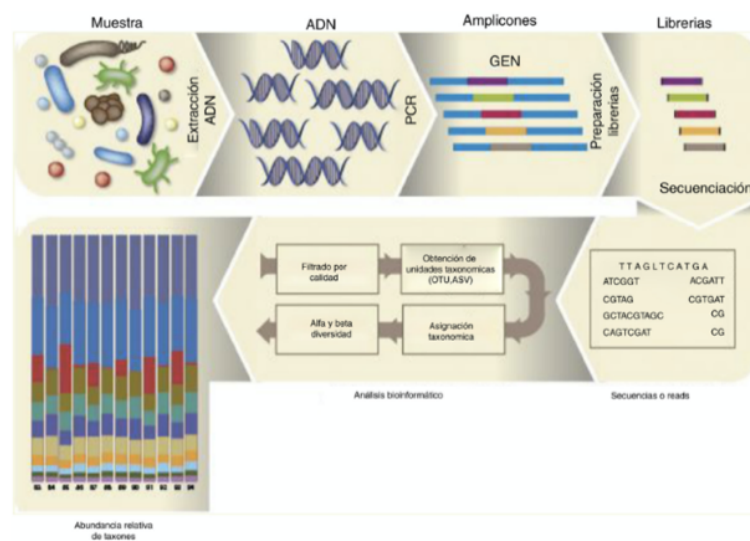 Muestra
Extracción
ADN
ADN
PCR
Amplicones
GEN
Preparación
librerias
Librerias
Secuenciación
TTAGLTCATGA
ATCGGT ACGATT
CGTAG CGTGAT
GCTACGTAGC CG
CAGTCGAT CG
Secuencias o reads
Filtrado por
calidad
Obtención de
unidades taxonomicas
(OTU,ASV)
Asignación
taxonomica
Alfa y beta
diversidad
Análisis bioinformático
Abundancia relativa
de taxones